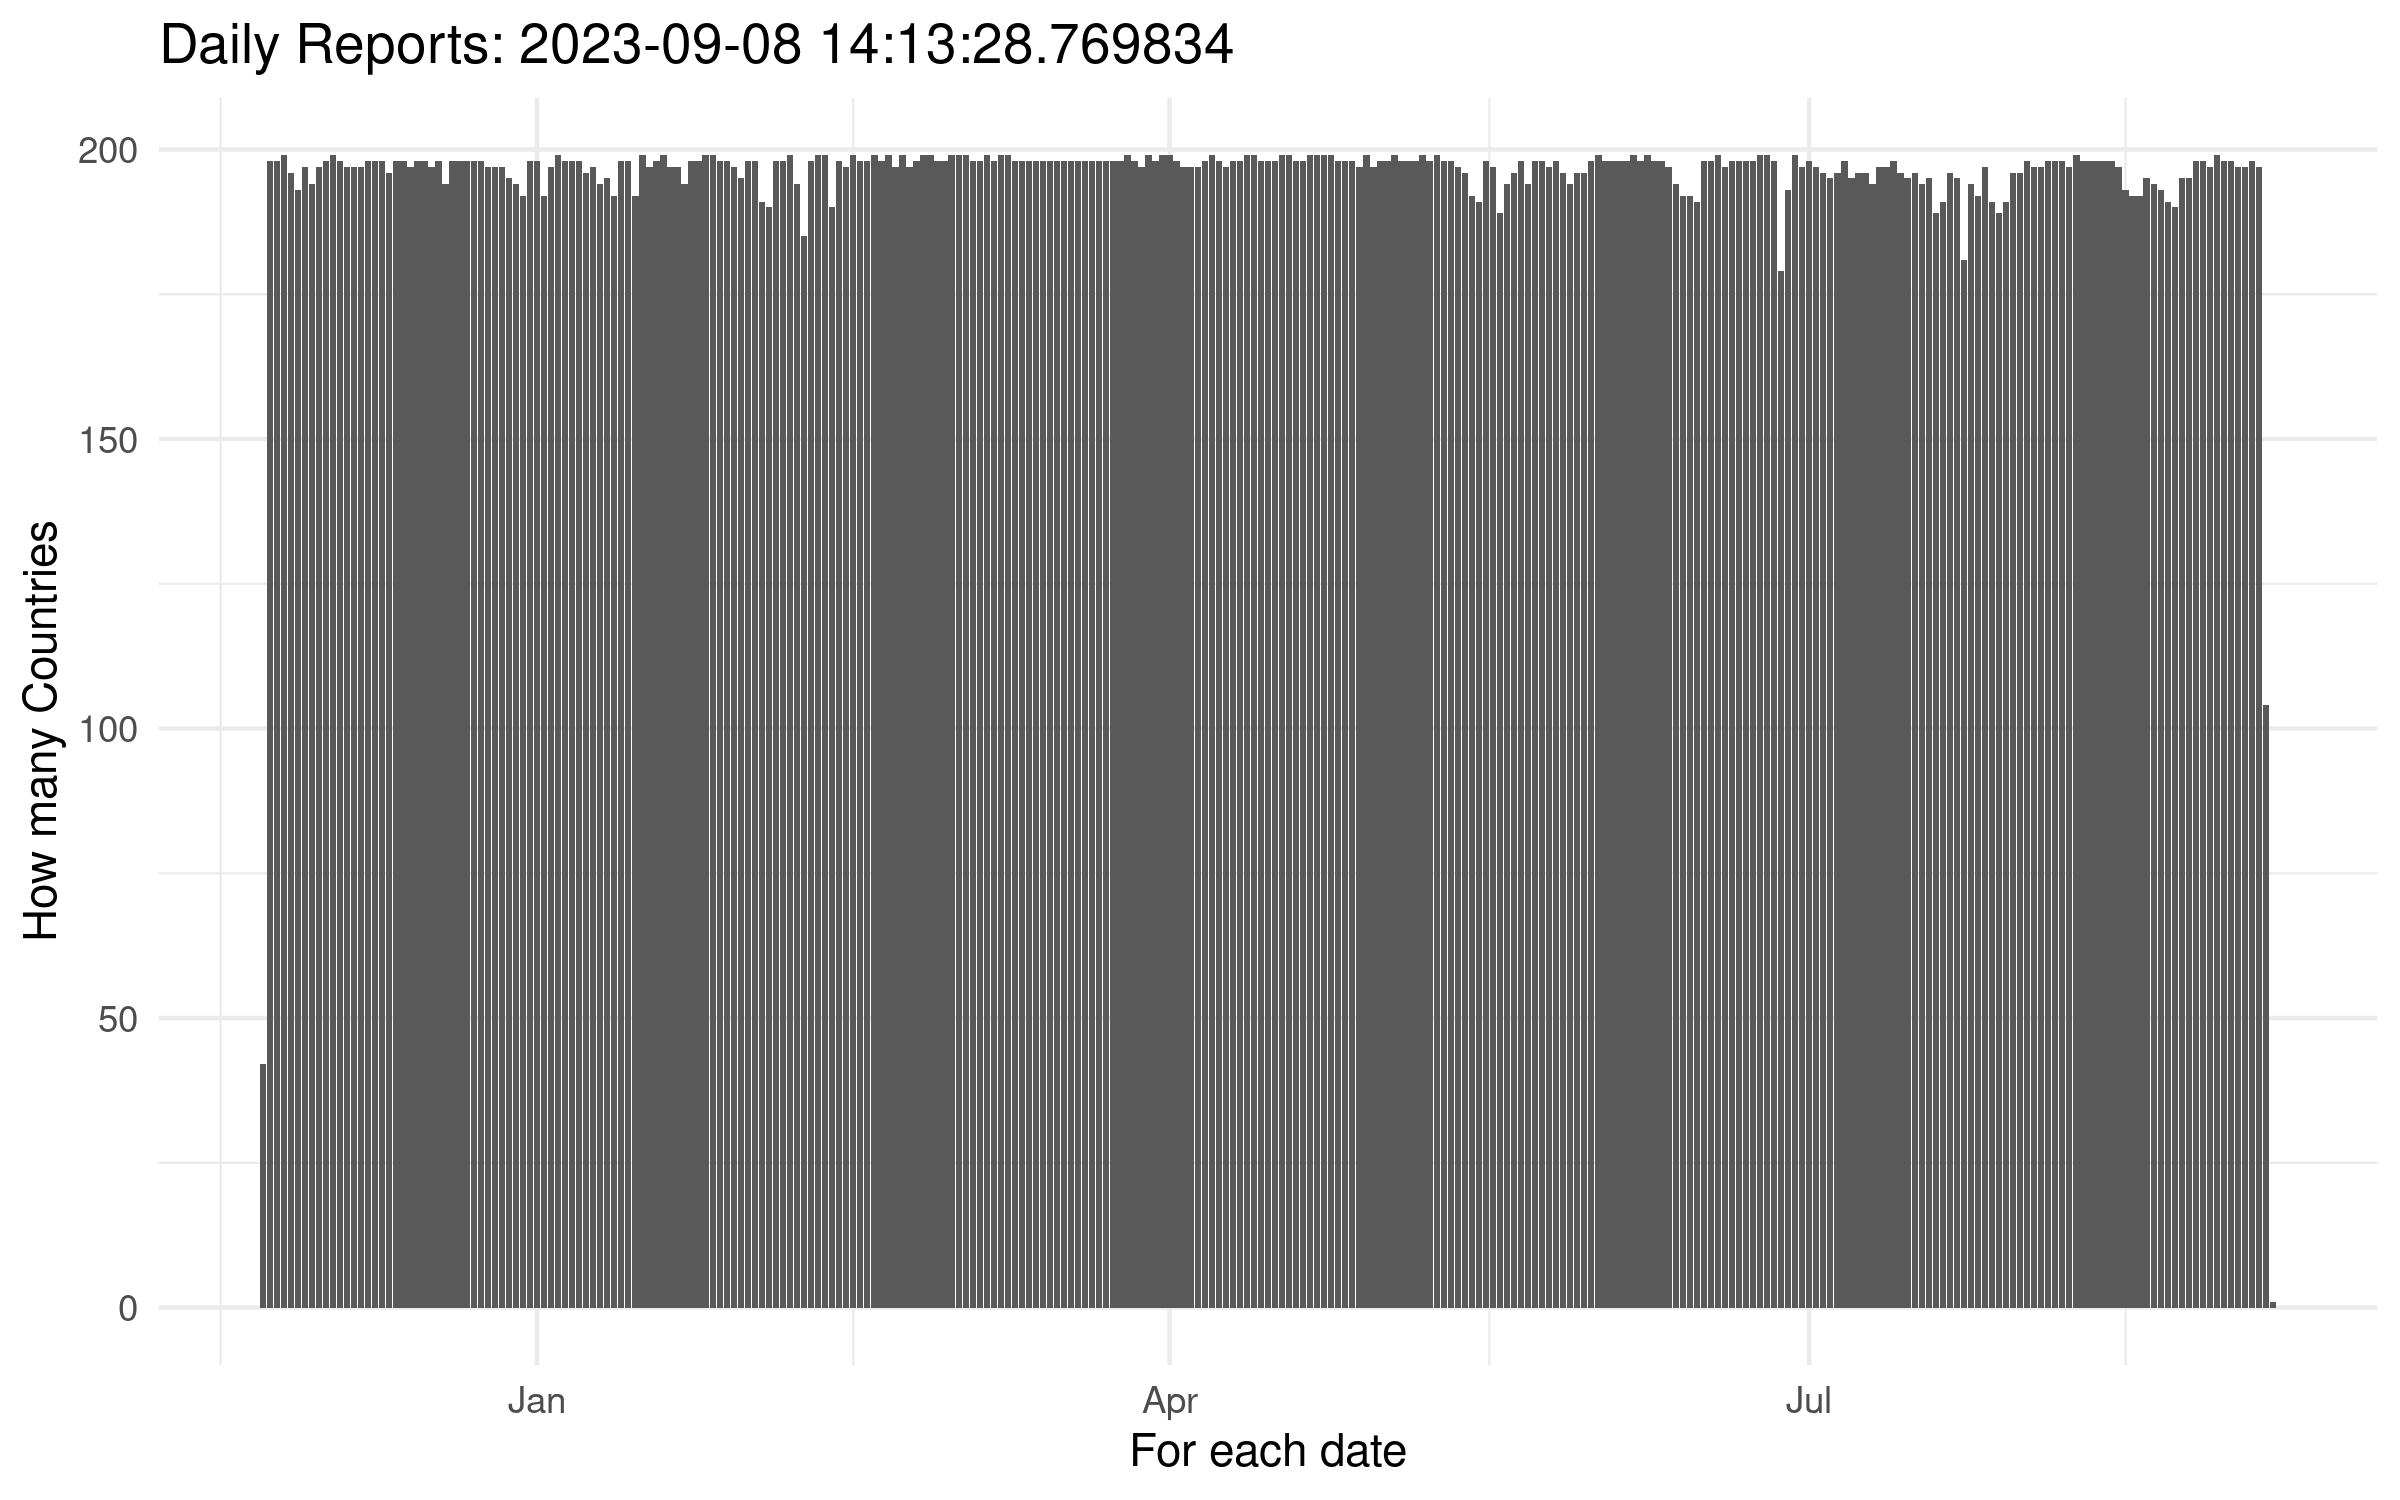 Daily Reports: 2023-09-08 14:13:28.769834
How many Countries
200
150
100
50
0
Jan Apr Jul
For each date